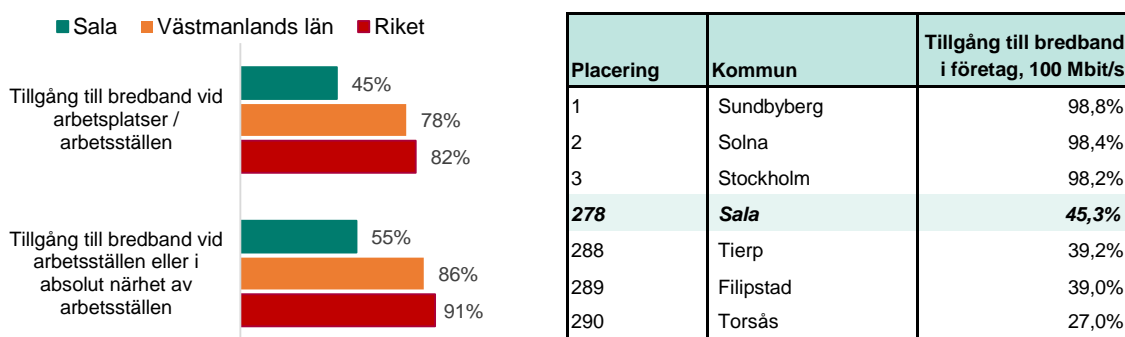 Sala Västmanlands län Riket
Tillgång till bredband vid
arbetsplatser /
arbetsställen
45%
78%
82%
Tillgång till bredband vid
arbetsställen eller i
absolut närhet av
arbetsställen
55%
86%
91%
Placering Kommun Tillgång till bredband
i företag, 100 Mbit/s
1 Sundbyberg 98,8%
2 Solna 98,4%
3 Stockholm 98,2%
278 Sala 45,3%
288 Tierp 39,2%
289 Filipstad 39,0%
290 Torsås 27,0%